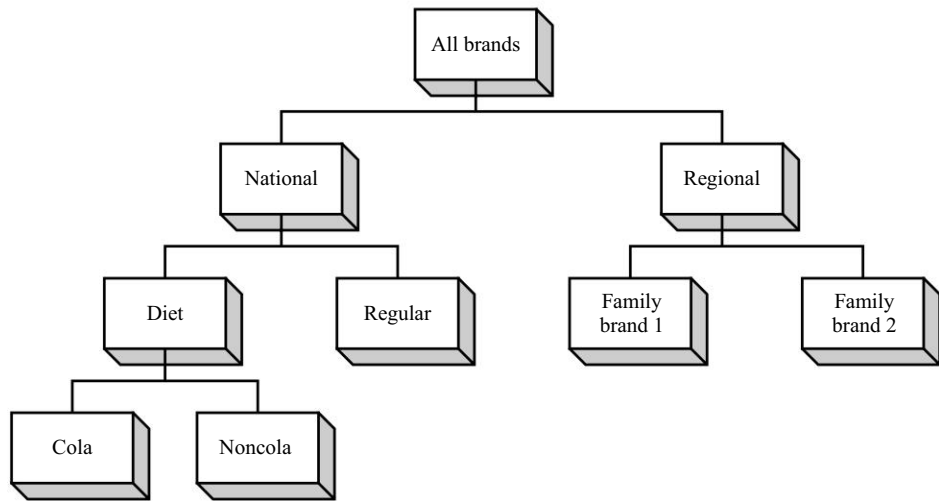 All brands
National
Regional
Diet
Regular
Family
brand 1
Family
brand 2
Cola
Noncola